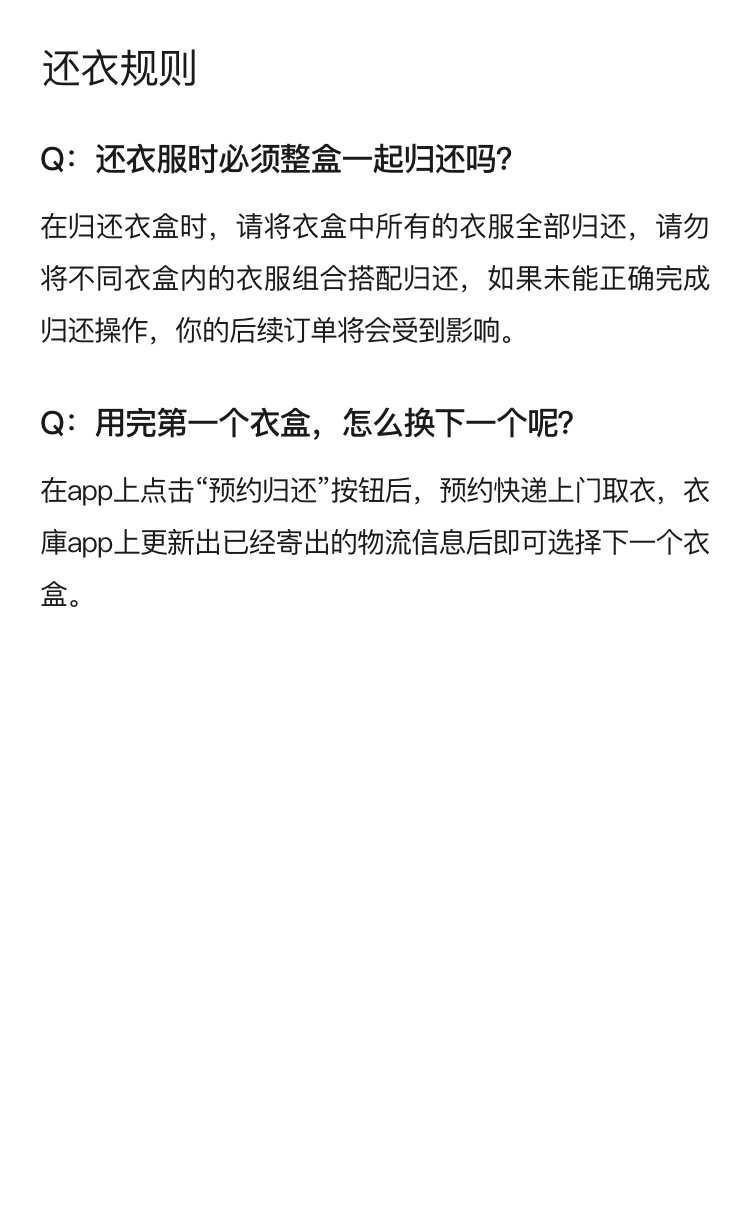 还衣规则
Q：还衣服时必须整盒一起归还吗？
在归还衣盒时，请将衣盒中所有的衣服全部归还，请勿
将不同衣盒内的衣服组合搭配归还，如果未能正确完成
归还操作，你的后续订单将会受到影响。
Q：用完第一个衣盒，怎么换下一个呢？
在app上点击“预约归还”按钮后，预约快递上门取衣，衣
庫app上更新出已经寄出的物流信息后即可选择下一个衣
盒。